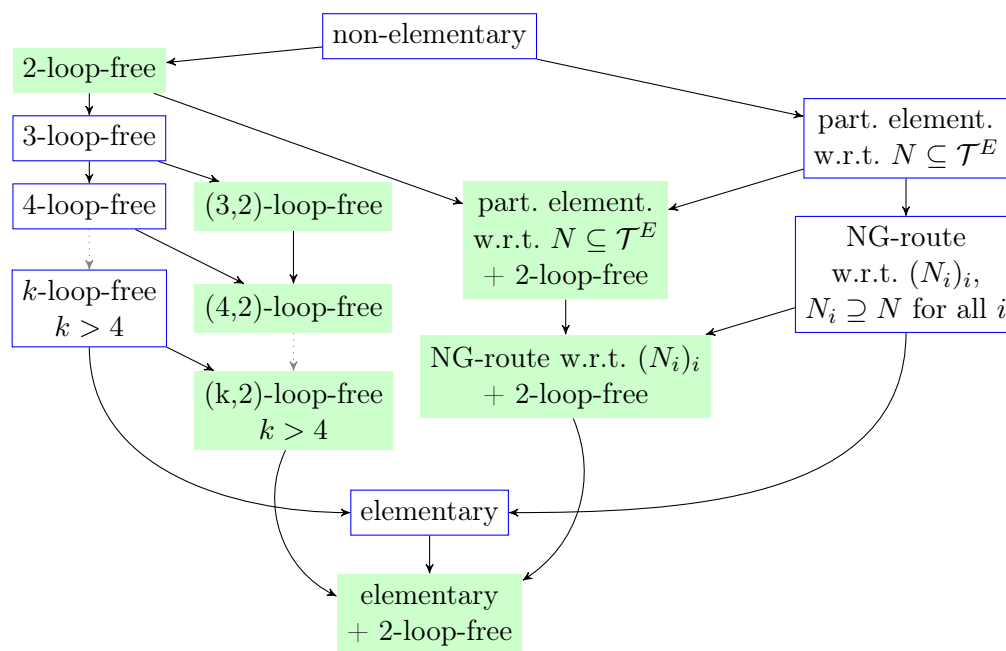 non-elementary
2-loop-free
3-loop-free
4-loop-free
(3,2)-loop-free
k-loop-free
k > 4
(4,2)-loop-free
(k,2)-loop-free
k > 4
part. element.
w.r.t. N ⊆ 𝒯^E
+ 2-loop-free
part. element.
w.r.t. N ⊆ 𝒯^E
NG-route
w.r.t. (N_i)_i,
N_i ⊇ N for all i
NG-route w.r.t. (N_i)_i
+ 2-loop-free
elementary
elementary
+ 2-loop-free